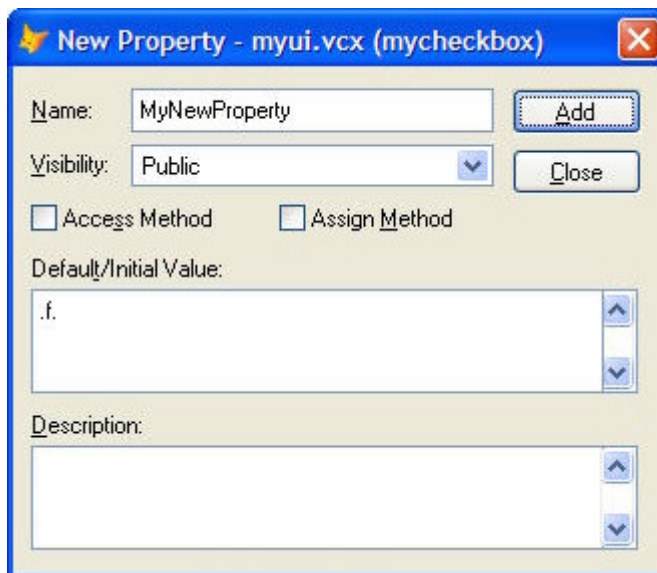 New Property - myui.vcx (mycheckbox)
Name: MyNewProperty Add
Visibility: Public Close
Access Method Assign Method
Default/Initial Value:
.f.
Description: